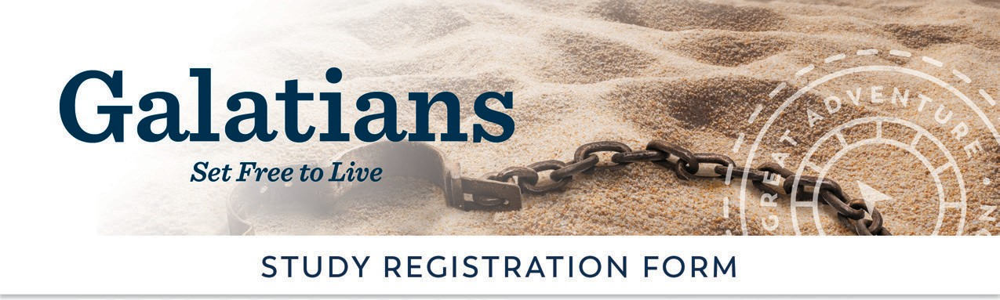 Galatians
Set Free to Live
GREAT ADVENTURE •
STUDY REGISTRATION FORM